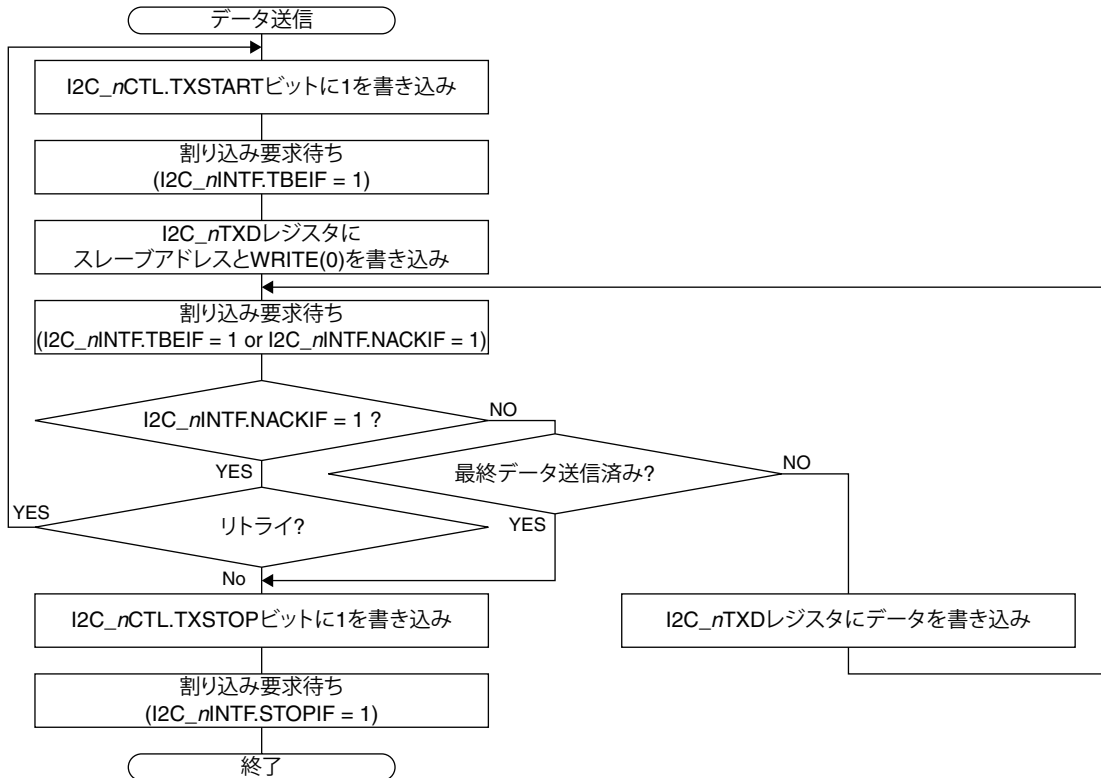 データ送信
I2C_nCTL.TXSTARTビットに1を書き込み
割り込み要求待ち
(I2C_nINTF.TBEIF = 1)
I2C_nTXDレジスタに
スレーブアドレスとWRITE(0)を書き込み
割り込み要求待ち
(I2C_nINTF.TBEIF = 1 or I2C_nINTF.NACKIF = 1)
I2C_nINTF.NACKIF = 1 ?
NO
YES
最終データ送信済み?
NO
YES
リトライ?
YES
No
I2C_nCTL.TXSTOPビットに1を書き込み
I2C_nTXDレジスタにデータを書き込み
割り込み要求待ち
(I2C_nINTF.STOPIF = 1)
終了